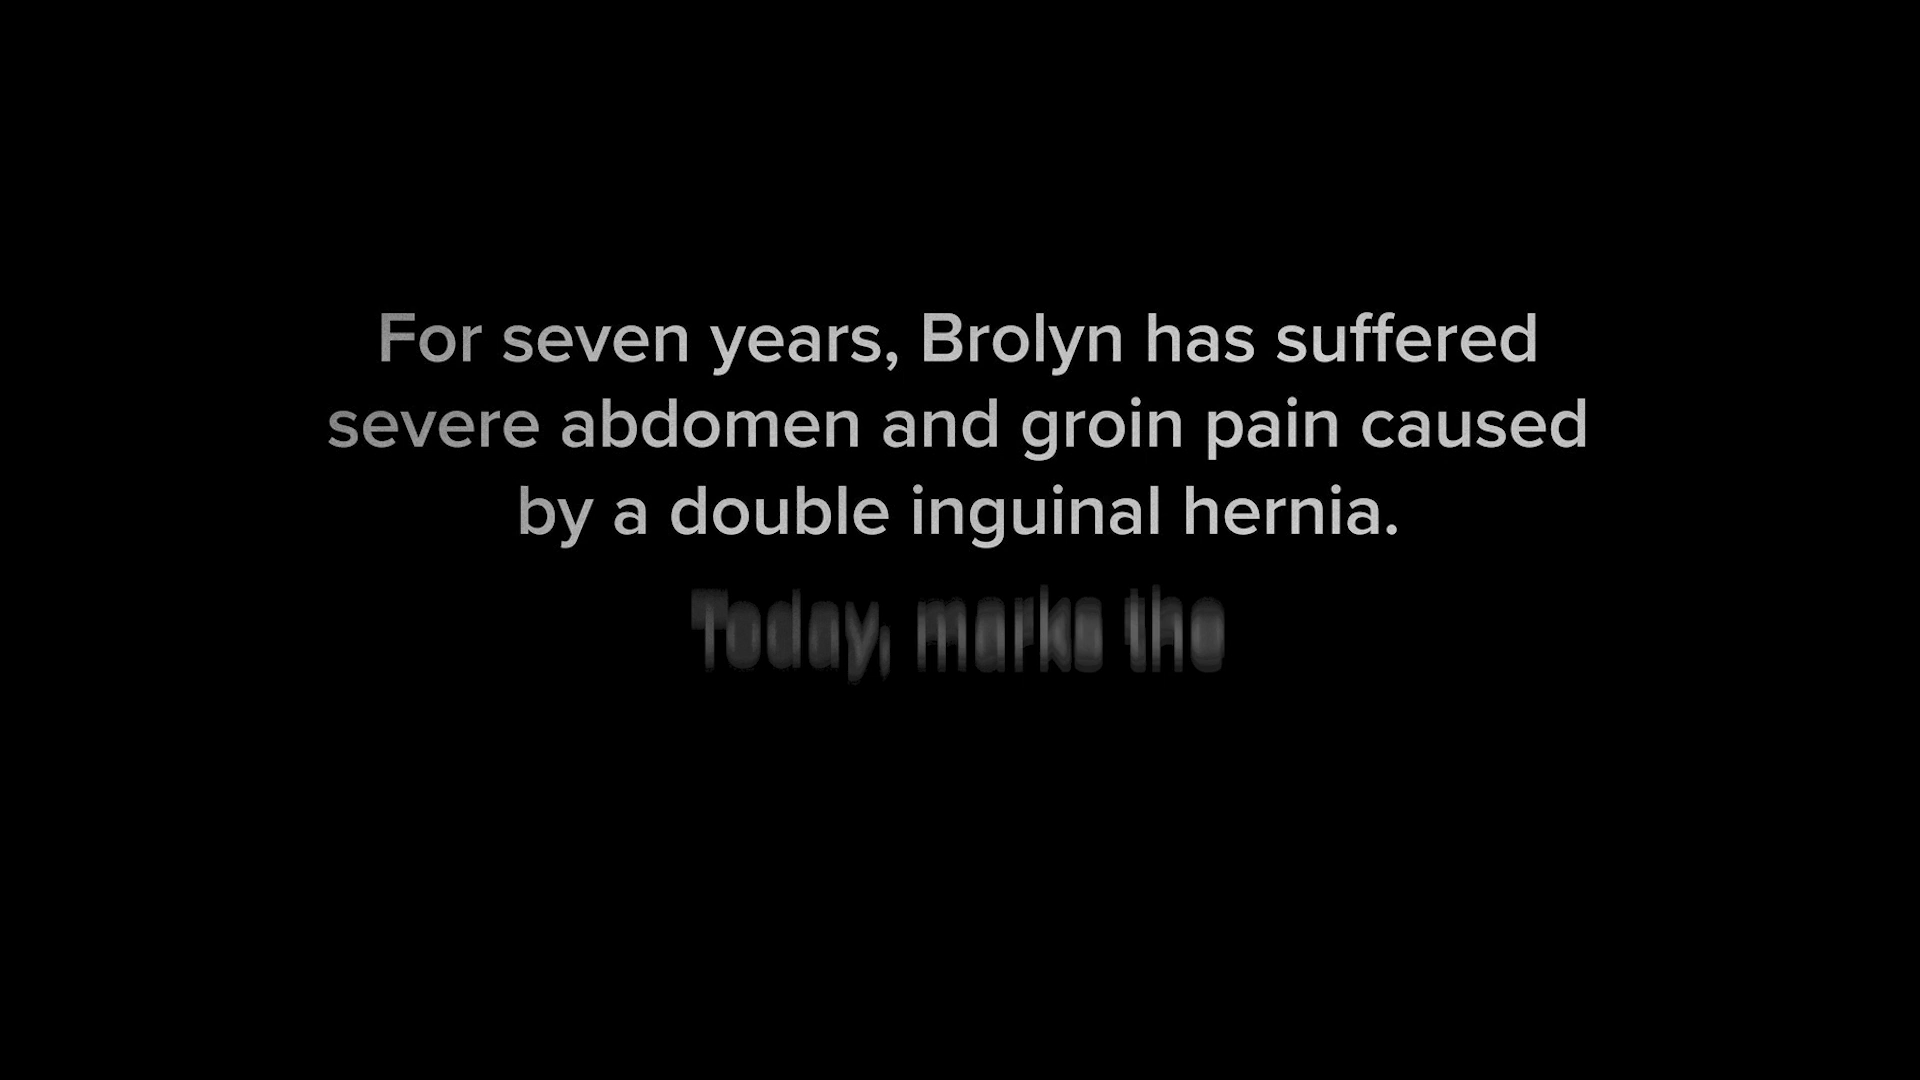 For seven years, Brolyn has suffered
severe abdomen and groin pain caused
by a double inguinal hernia.
Today, marks the